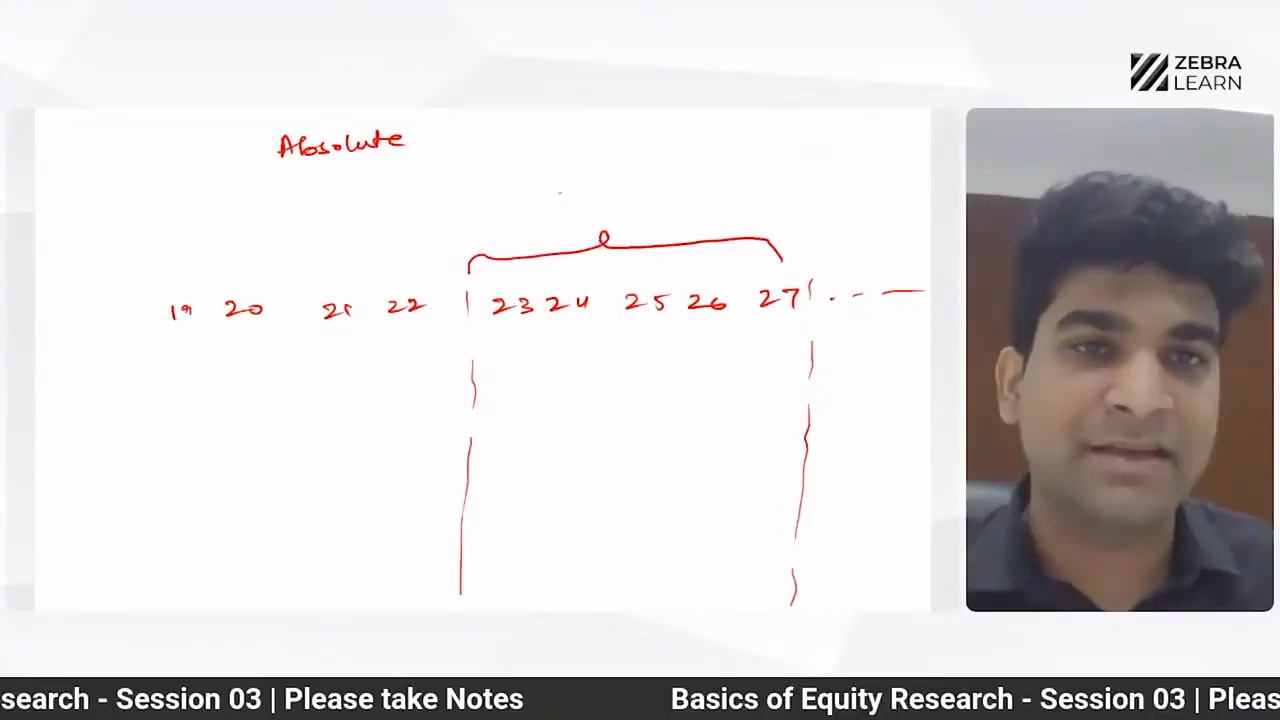 ZEBRA
LEARN
Absolute
19 20 21 22 23 24 25 26 27
search - Session 03 | Please take Notes Basics of Equity Research - Session 03 | Pleas